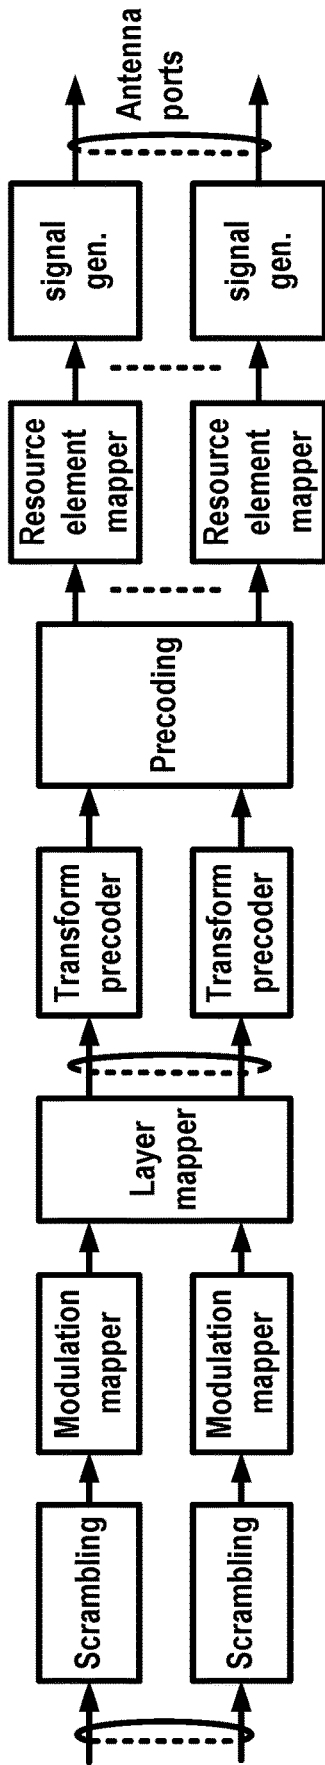 Scrambling
Scrambling
Modulation
mapper
Modulation
mapper
Layer
mapper
Transform
precoder
Transform
precoder
Precoding
Resource
element
mapper
Resource
element
mapper
signal
gen.
signal
gen.
Antenna
ports